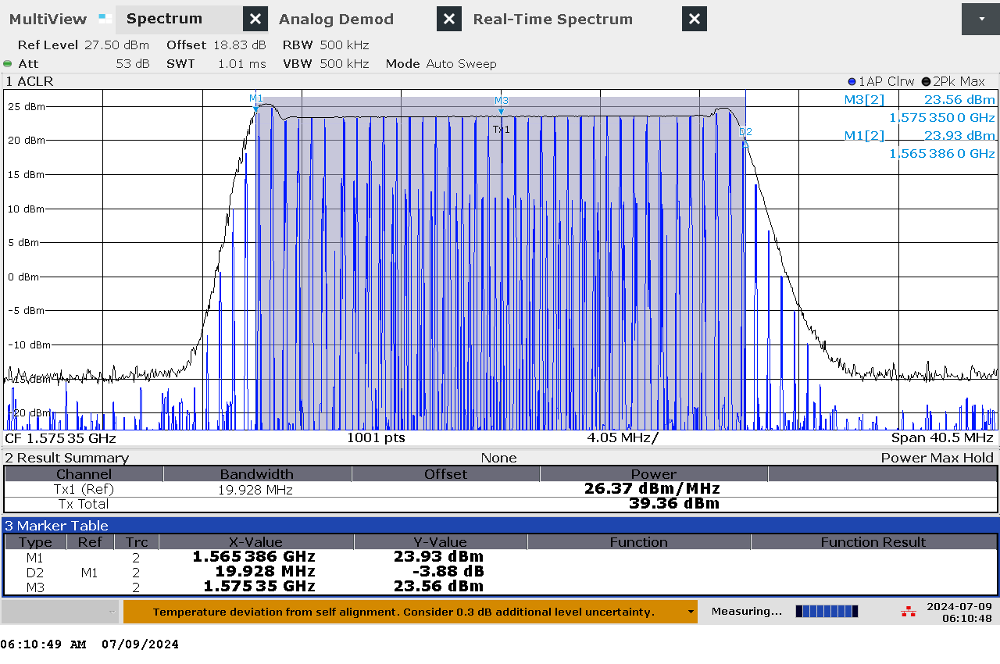 MultiView Spectrum Analog Demod Real-Time Spectrum
Ref Level 27.50 dBm Offset 18.83 dB RBW 500 kHz
Att 53 dB SWT 1.01 ms VBW 500 kHz Mode Auto Sweep
1 ACLR 1AP Clrw 2Pk Max
M1 M3 M3[2] 23.56 dBm
25 dBm
1.575 350 0 GHz
Tx1 D2 M1[2] 23.93 dBm
20 dBm
1.565 386 0 GHz
15 dBm
10 dBm
5 dBm
0 dBm
-5 dBm
-10 dBm
-15 dBm
-20 dBm
CF 1.575 35 GHz 1001 pts 4.05 MHz/ Span 40.5 MHz
2 Result Summary None Power Max Hold
Channel Bandwidth Offset Power
Tx1 (Ref) 19.928 MHz 26.37 dBm/MHz
Tx Total 39.36 dBm
3 Marker Table
Type Ref Trc X-Value Y-Value Function Function Result
M1 2 1.565 386 GHz 23.93 dBm
D2 M1 2 19.928 MHz -3.88 dB
M3 2 1.575 35 GHz 23.56 dBm
Temperature deviation from self alignment. Consider 0.3 dB additional level uncertainty. Measuring... 2024-07-09
06:10:48
06:10:49 AM 07/09/2024